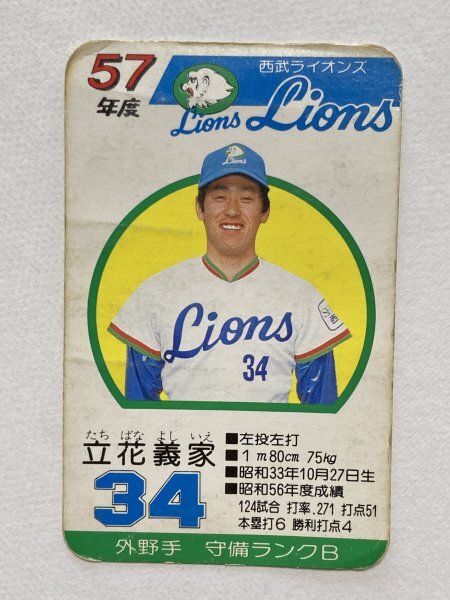 57
年度
西武ライオンズ
Lions Lions
Lions
Lions
34
たち ばな よし いえ
立花義家
34
■左投左打
■1m80cm 75kg
■昭和33年10月27日生
■昭和56年度成績
124試合 打率.271 打点51
本塁打6 勝利打点4
外野手 守備ランクB